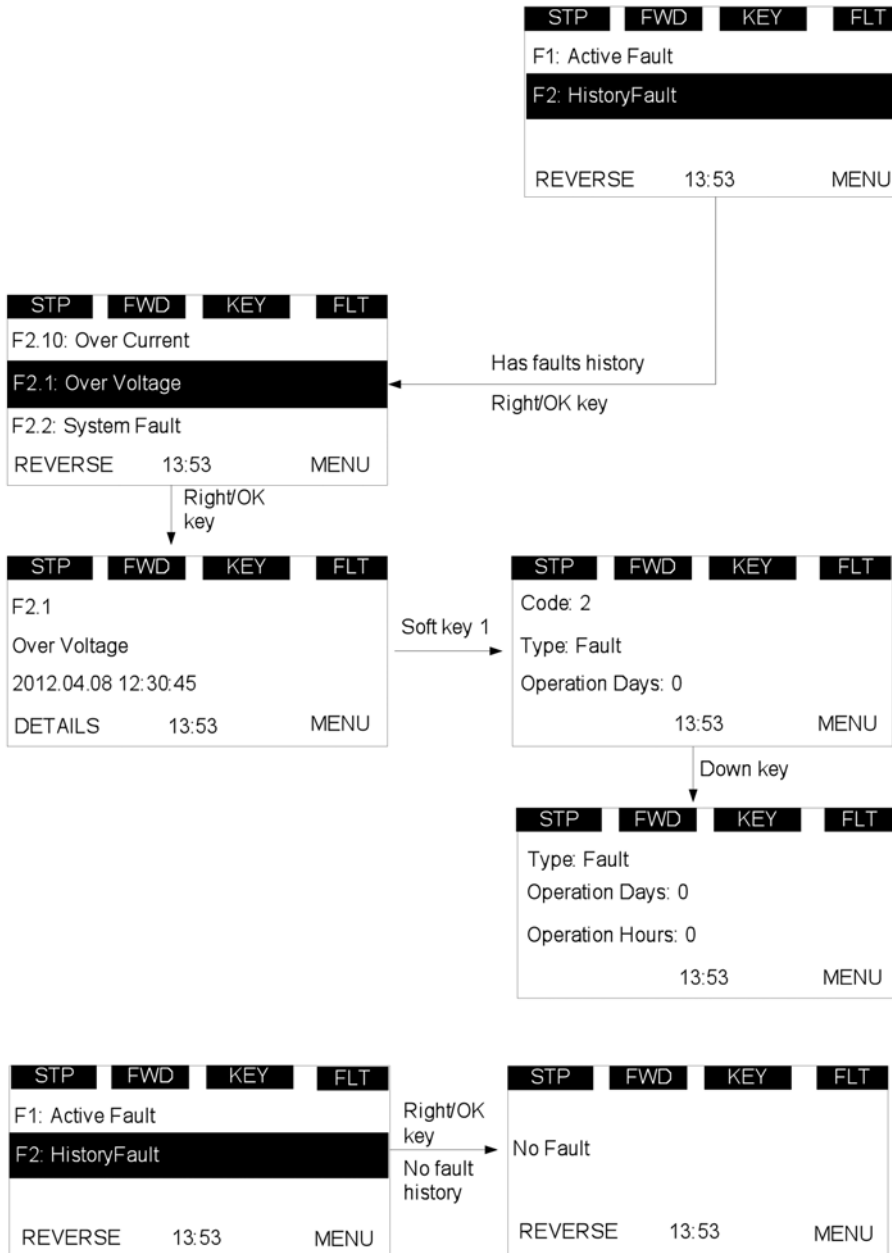 STP FWD KEY FLT
F1: Active Fault
F2: HistoryFault
REVERSE 13:53 MENU
STP FWD KEY FLT
F2.10: Over Current
F2.1: Over Voltage
F2.2: System Fault
REVERSE 13:53 MENU
Has faults history
Right/OK key
Right/OK
key
STP FWD KEY FLT
F2.1
Over Voltage
2012.04.08 12:30:45
DETAILS 13:53 MENU
Soft key 1
STP FWD KEY FLT
Code: 2
Type: Fault
Operation Days: 0
13:53 MENU
Down key
STP FWD KEY FLT
Type: Fault
Operation Days: 0
Operation Hours: 0
13:53 MENU
STP FWD KEY FLT
F1: Active Fault
F2: HistoryFault
REVERSE 13:53 MENU
Right/OK
key
No fault
history
STP FWD KEY FLT
No Fault
REVERSE 13:53 MENU